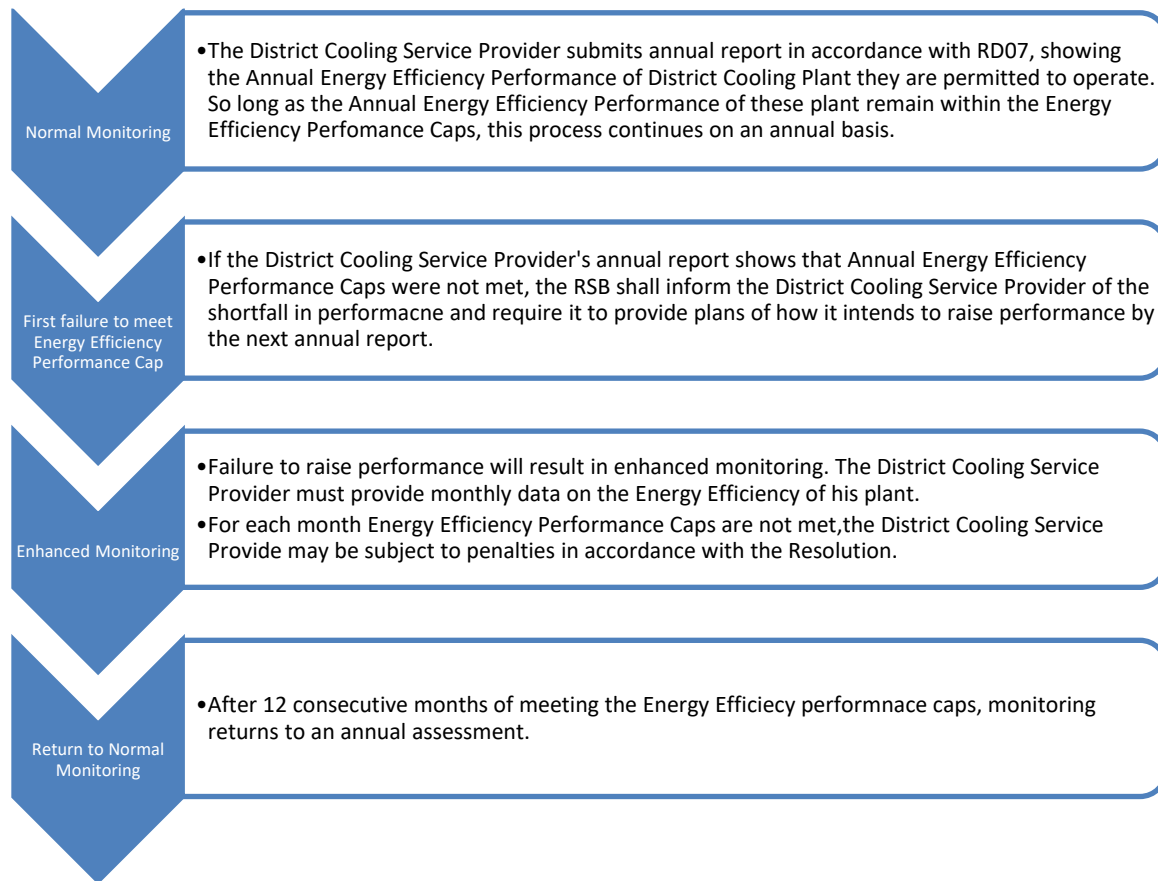 Normal Monitoring
•The District Cooling Service Provider submits annual report in accordance with RD07, showing
the Annual Energy Efficiency Performance of District Cooling Plant they are permitted to operate.
So long as the Annual Energy Efficiency Performance of these plant remain within the Energy
Efficiency Perfomance Caps, this process continues on an annual basis.
First failure to meet
Energy Efficiency
Performance Cap
•If the District Cooling Service Provider's annual report shows that Annual Energy Efficiency
Performance Caps were not met, the RSB shall inform the District Cooling Service Provider of the
shortfall in performacne and require it to provide plans of how it intends to raise performance by
the next annual report.
Enhanced Monitoring
•Failure to raise performance will result in enhanced monitoring. The District Cooling Service
Provider must provide monthly data on the Energy Efficiency of his plant.
•For each month Energy Efficiency Performance Caps are not met,the District Cooling Service
Provide may be subject to penalties in accordance with the Resolution.
Return to Normal
Monitoring
•After 12 consecutive months of meeting the Energy Efficiecy performnace caps, monitoring
returns to an annual assessment.